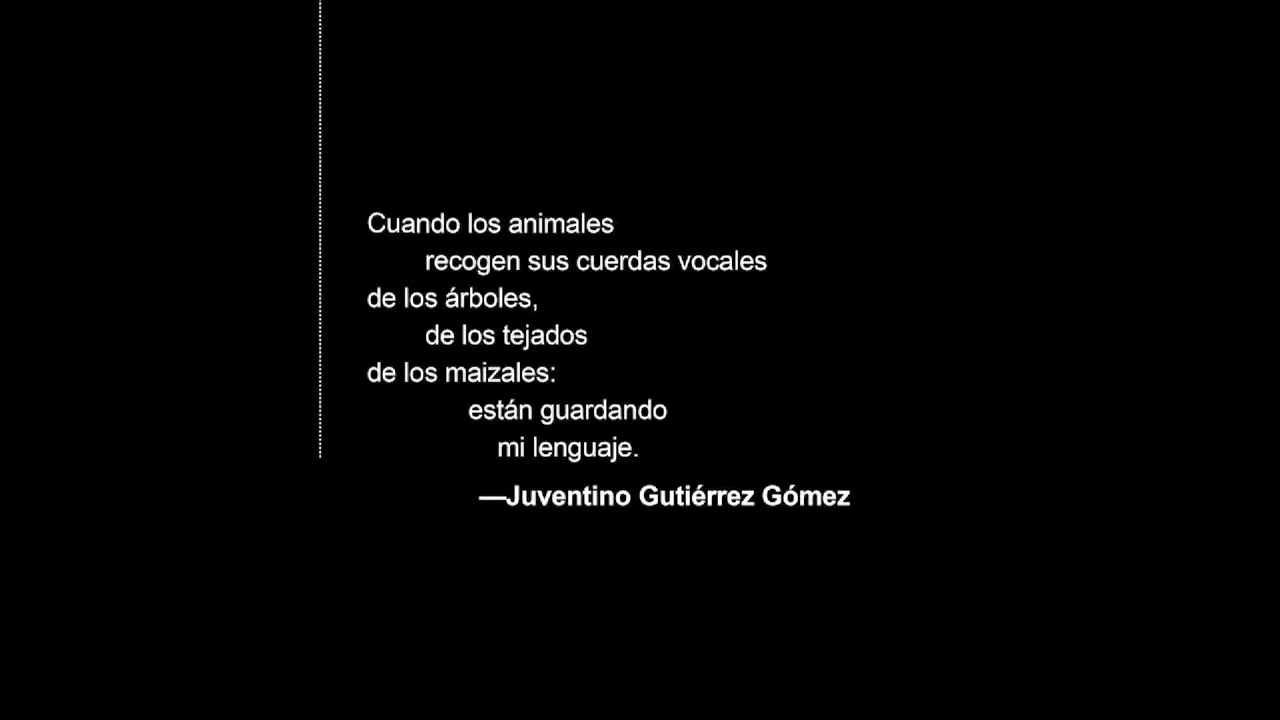 Cuando los animales
recogen sus cuerdas vocales
de los árboles,
de los tejados
de los maizales:
están guardando
mi lenguaje.
—Juventino Gutiérrez Gómez